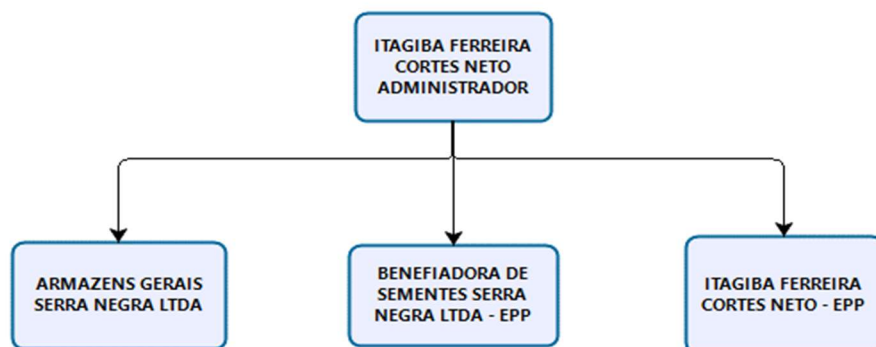 ITAGIBA FERREIRA
CORTES NETO
ADMINISTRADOR
ARMAZENS GERAIS
SERRA NEGRA LTDA
BENEFIADORA DE
SEMENTES SERRA
NEGRA LTDA - EPP
ITAGIBA FERREIRA
CORTES NETO - EPP